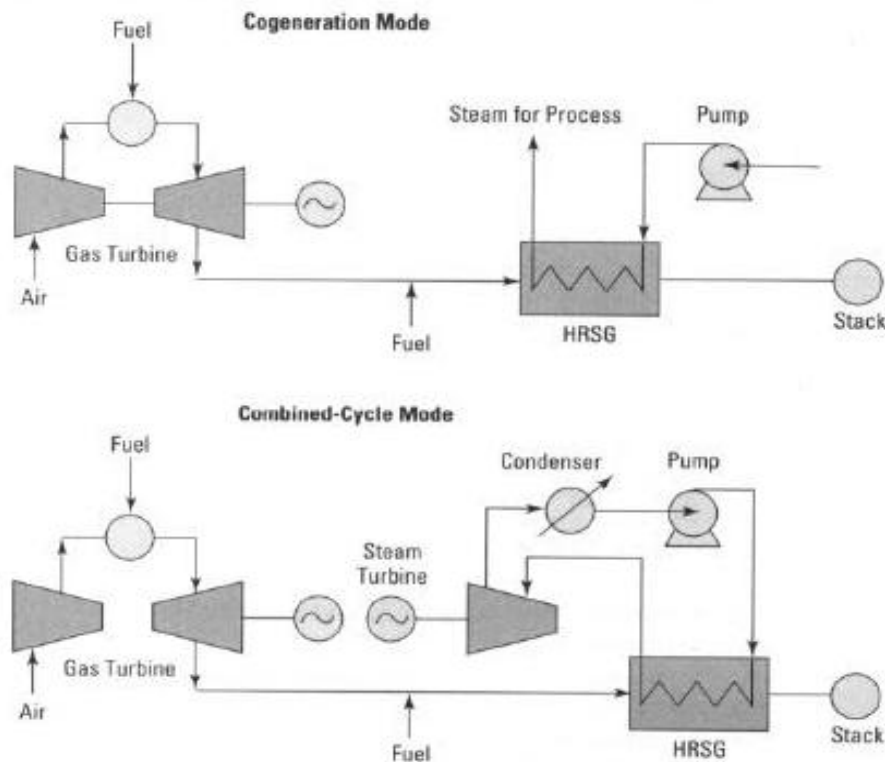 Cogeneration Mode
Fuel
Steam for Process
Pump
Gas Turbine
Air
Fuel
HRSG
Stack
Combined-Cycle Mode
Fuel
Condenser
Pump
Steam
Turbine
Gas Turbine
Air
Fuel
HRSG
Stack